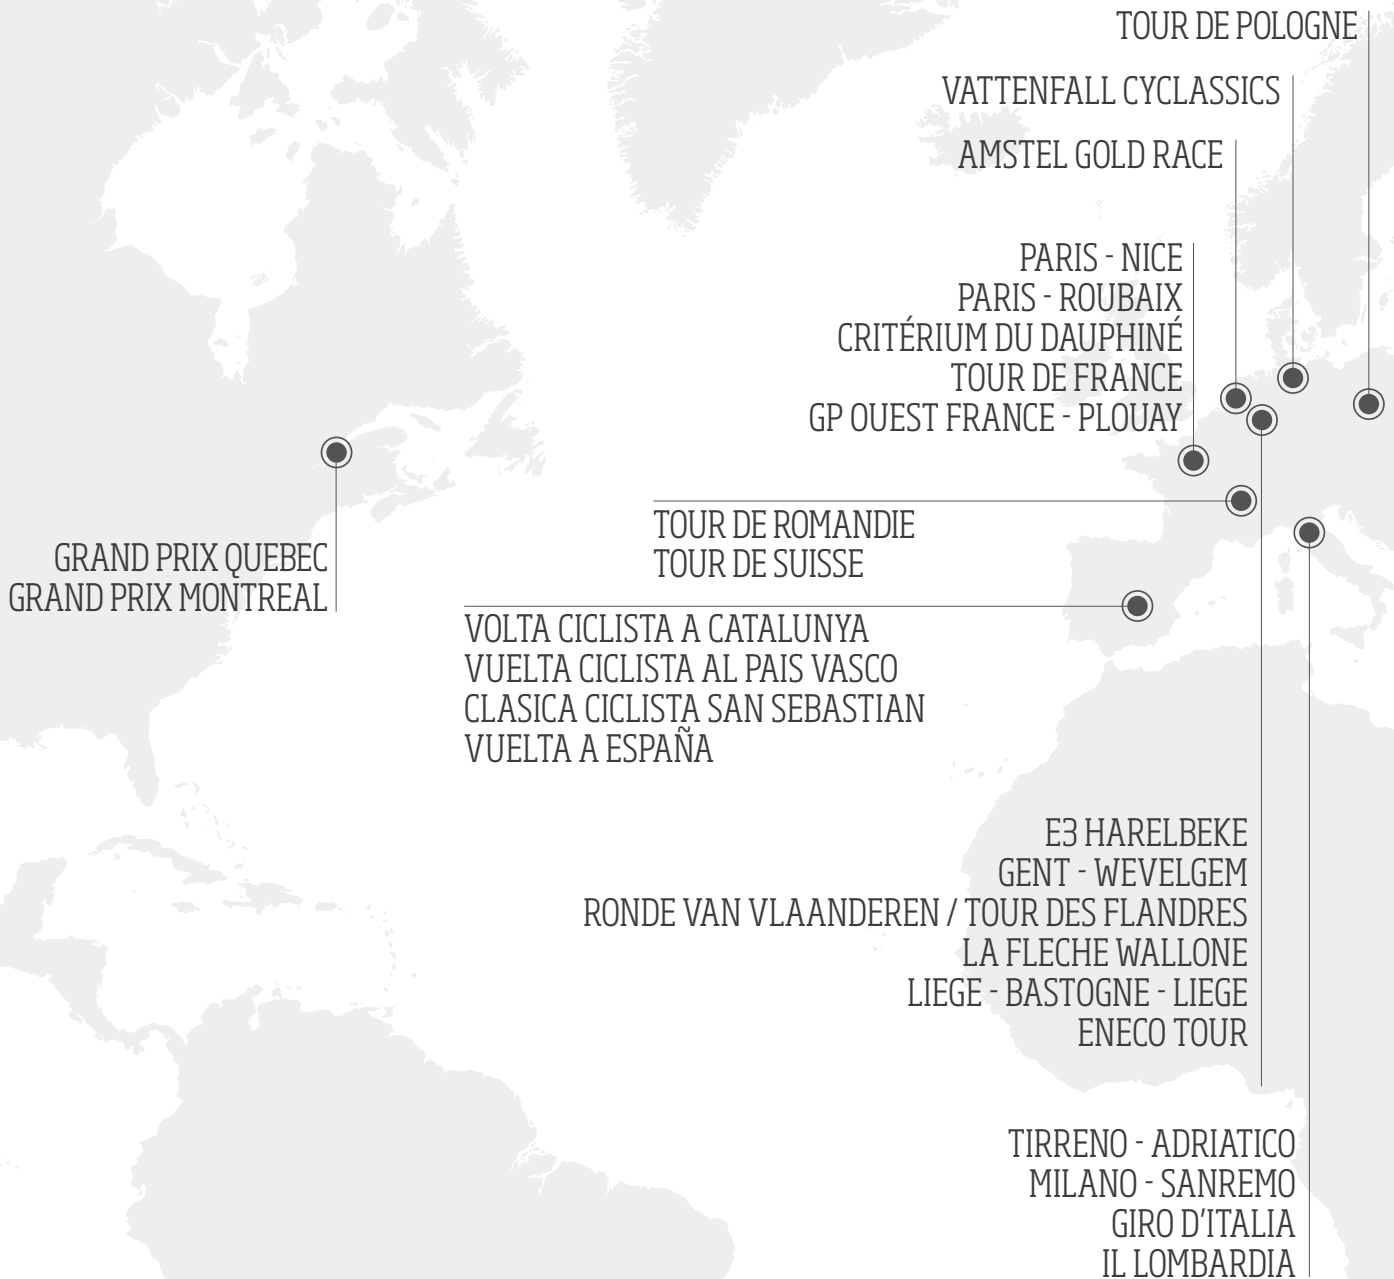 TOUR DE POLOGNE
VATTENFALL CYCLASSICS
AMSTEL GOLD RACE
PARIS - NICE
PARIS - ROUBAIX
CRITÉRIUM DU DAUPHINÉ
TOUR DE FRANCE
GP OUEST FRANCE - PLOUAY
TOUR DE ROMANDIE
TOUR DE SUISSE
GRAND PRIX QUEBEC
GRAND PRIX MONTREAL
VOLTA CICLISTA A CATALUNYA
VUELTA CICLISTA AL PAIS VASCO
CLASICA CICLISTA SAN SEBASTIAN
VUELTA A ESPAÑA
E3 HARELBEKE
GENT - WEVELGEM
RONDE VAN VLAANDEREN / TOUR DES FLANDRES
LA FLECHE WALLONE
LIEGE - BASTOGNE - LIEGE
ENECO TOUR
TIRRENO - ADRIATICO
MILANO - SANREMO
GIRO D'ITALIA
IL LOMBARDIA